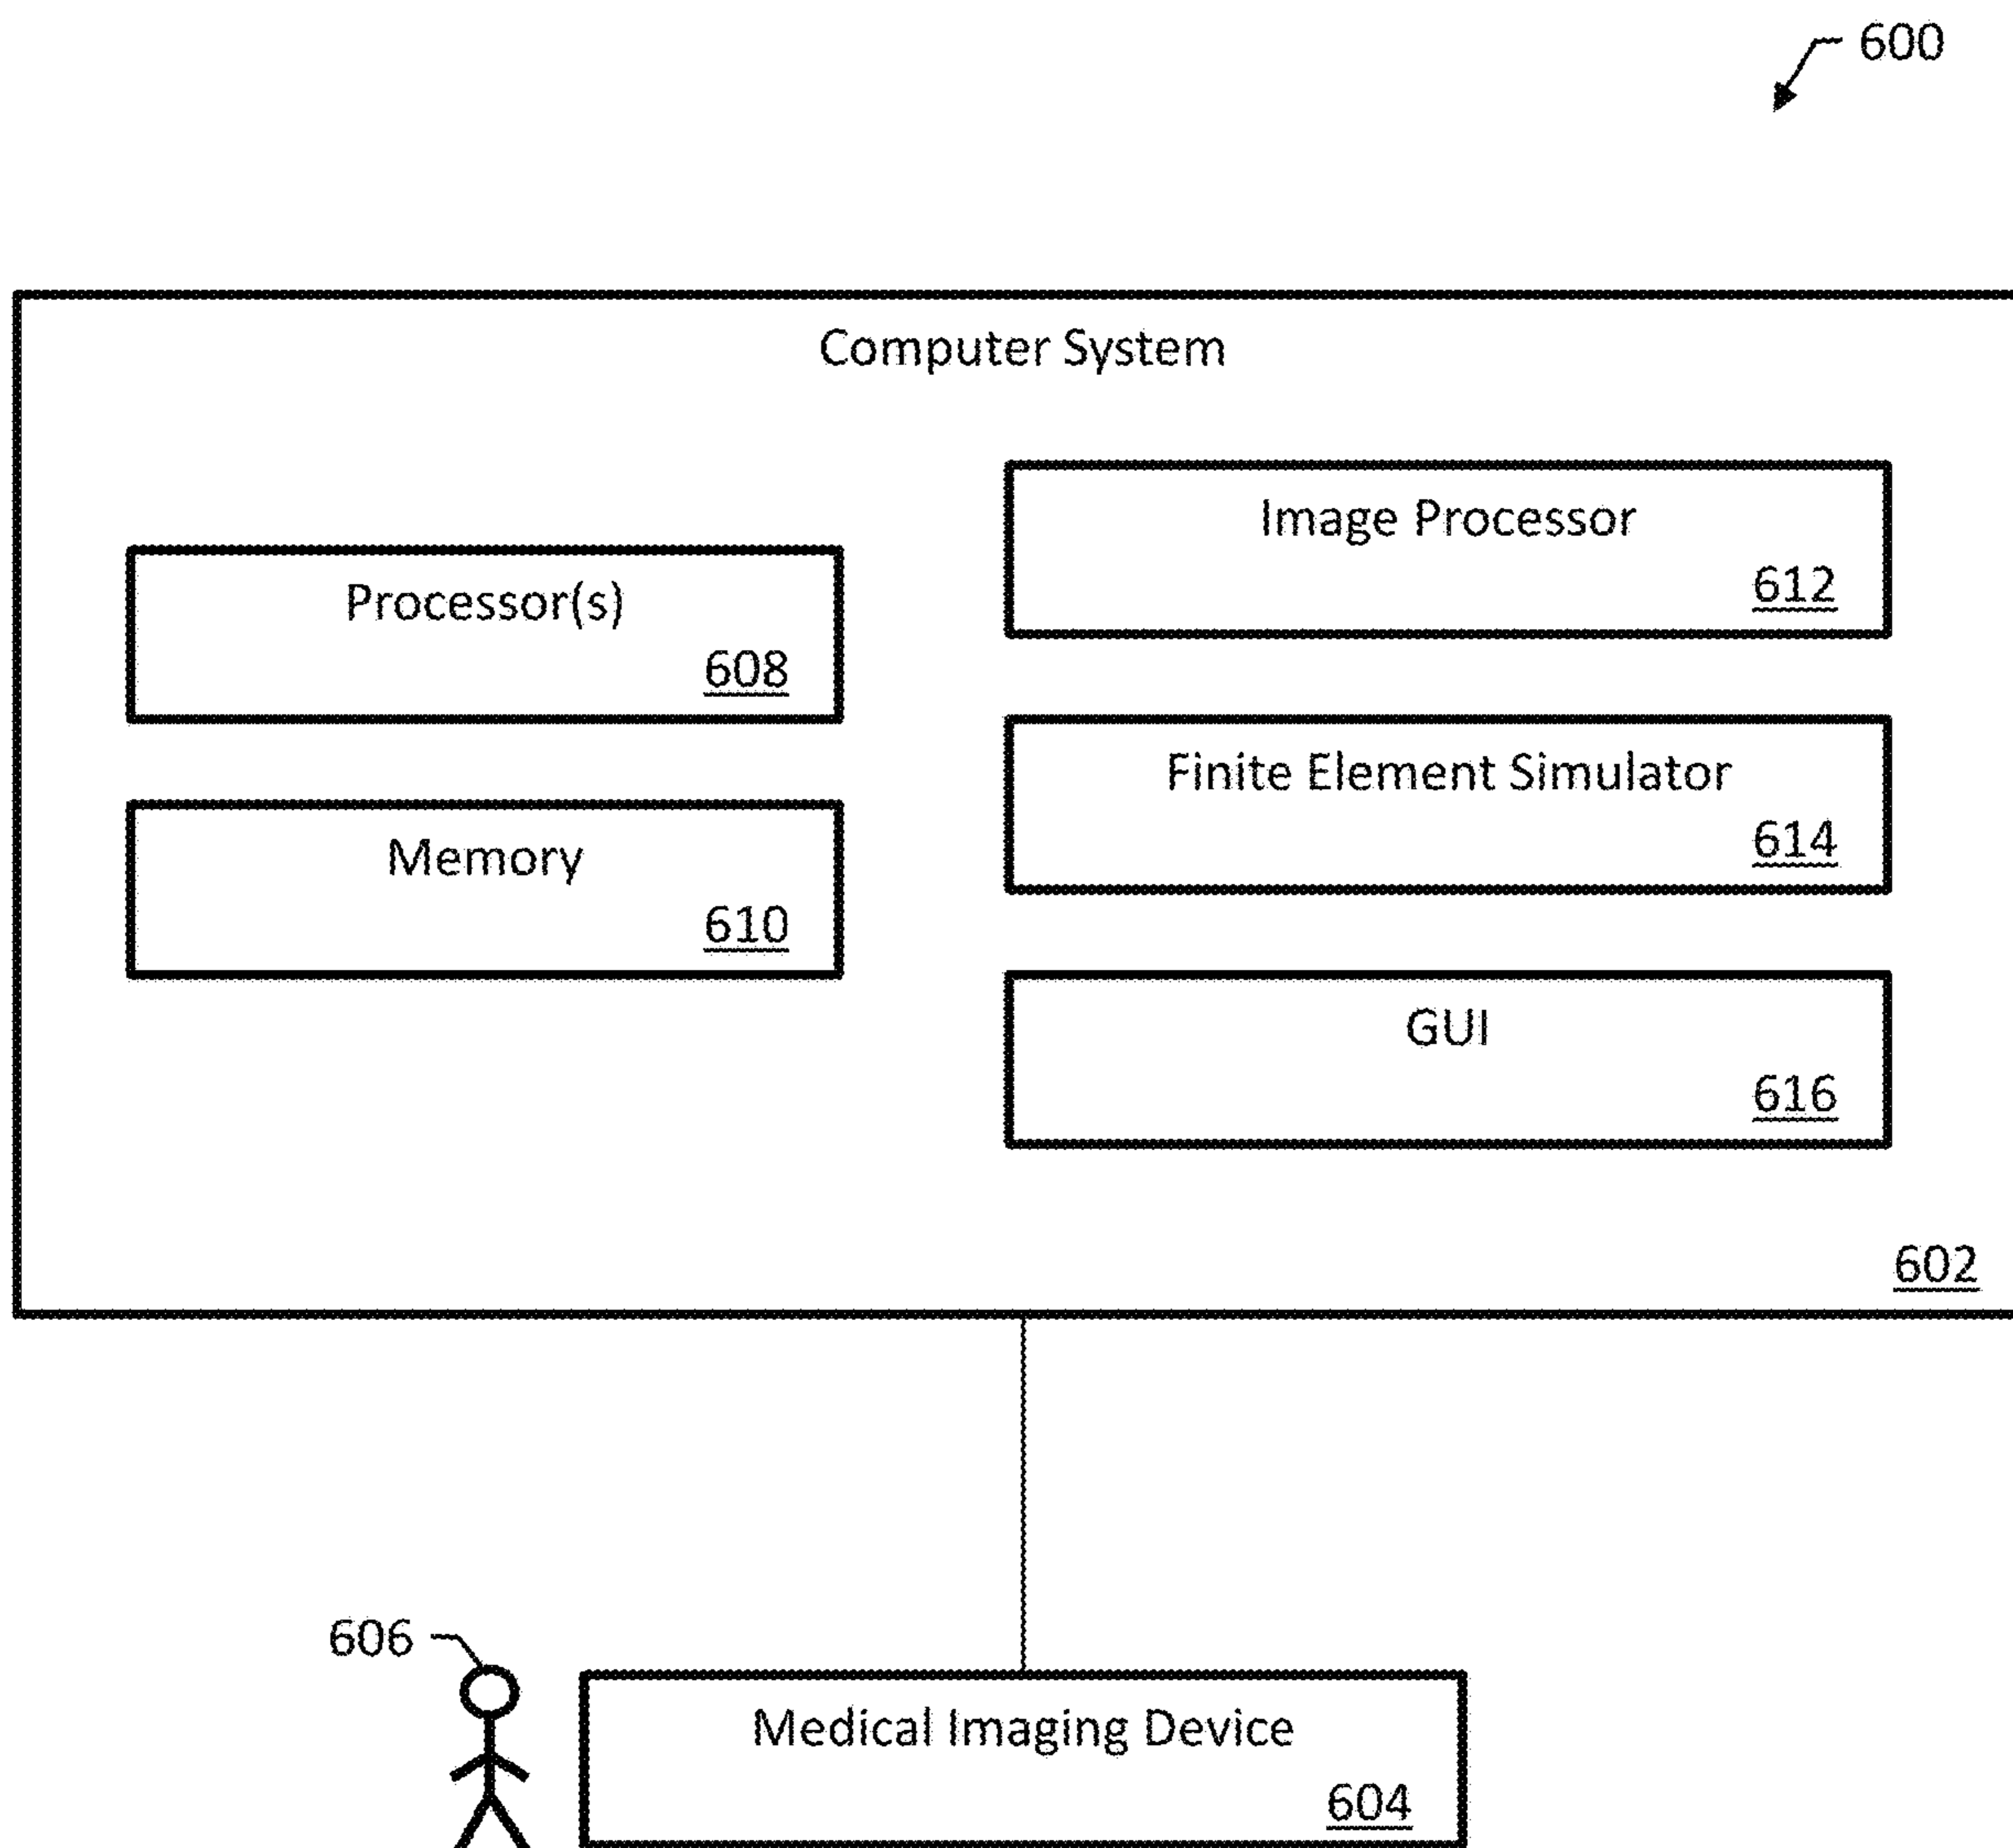 600
Computer System
Processor(s)
608
Memory
610
Image Processor
612
Finite Element Simulator
614
GUI
616
602
606
Medical Imaging Device
604